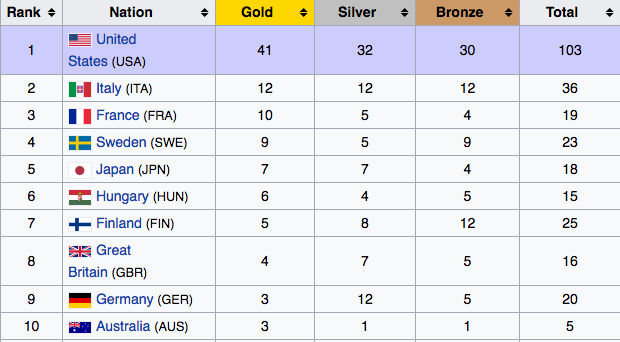 Rank Nation Gold Silver Bronze Total
1 United States (USA) 41 32 30 103
2 Italy (ITA) 12 12 12 36
3 France (FRA) 10 5 4 19
4 Sweden (SWE) 9 5 9 23
5 Japan (JPN) 7 7 4 18
6 Hungary (HUN) 6 4 5 15
7 Finland (FIN) 5 8 12 25
8 Great Britain (GBR) 4 7 5 16
9 Germany (GER) 3 12 5 20
10 Australia (AUS) 3 1 1 5